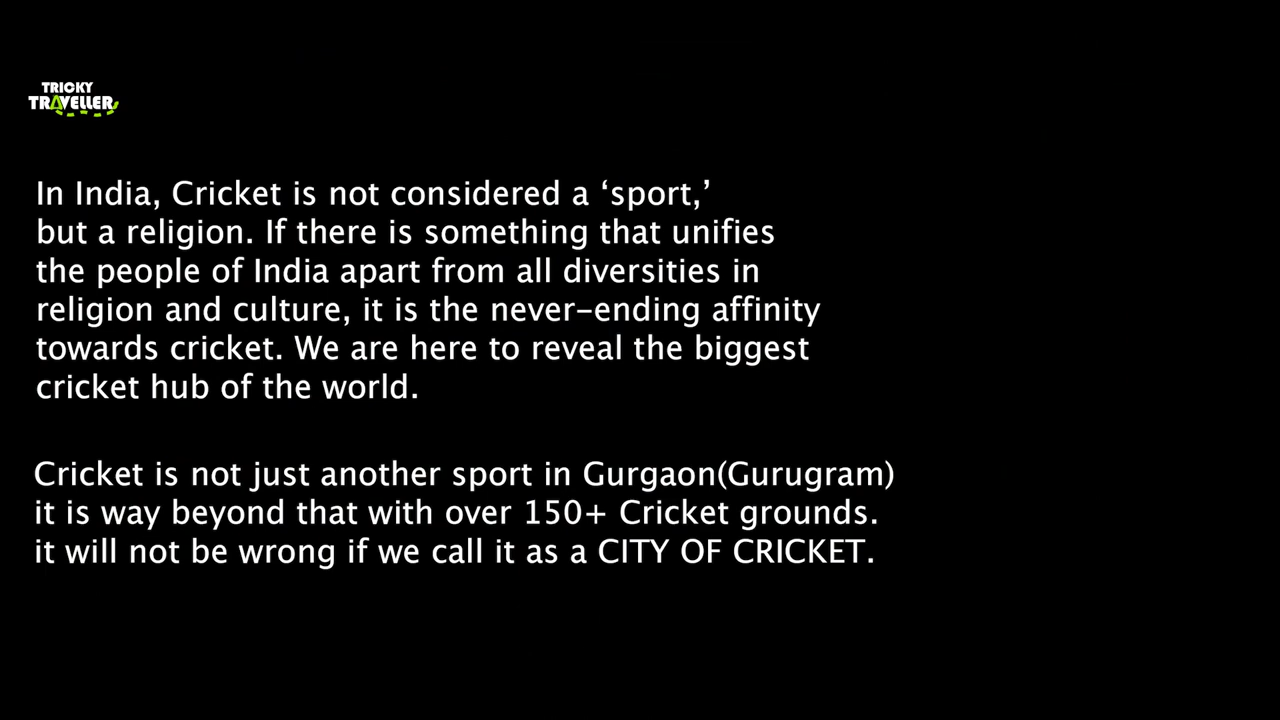 TRICKY
TRAVELLER
In India, Cricket is not considered a ‘sport,’
but a religion. If there is something that unifies
the people of India apart from all diversities in
religion and culture, it is the never-ending affinity
towards cricket. We are here to reveal the biggest
cricket hub of the world.
Cricket is not just another sport in Gurgaon(Gurugram)
it is way beyond that with over 150+ Cricket grounds.
it will not be wrong if we call it as a CITY OF CRICKET.